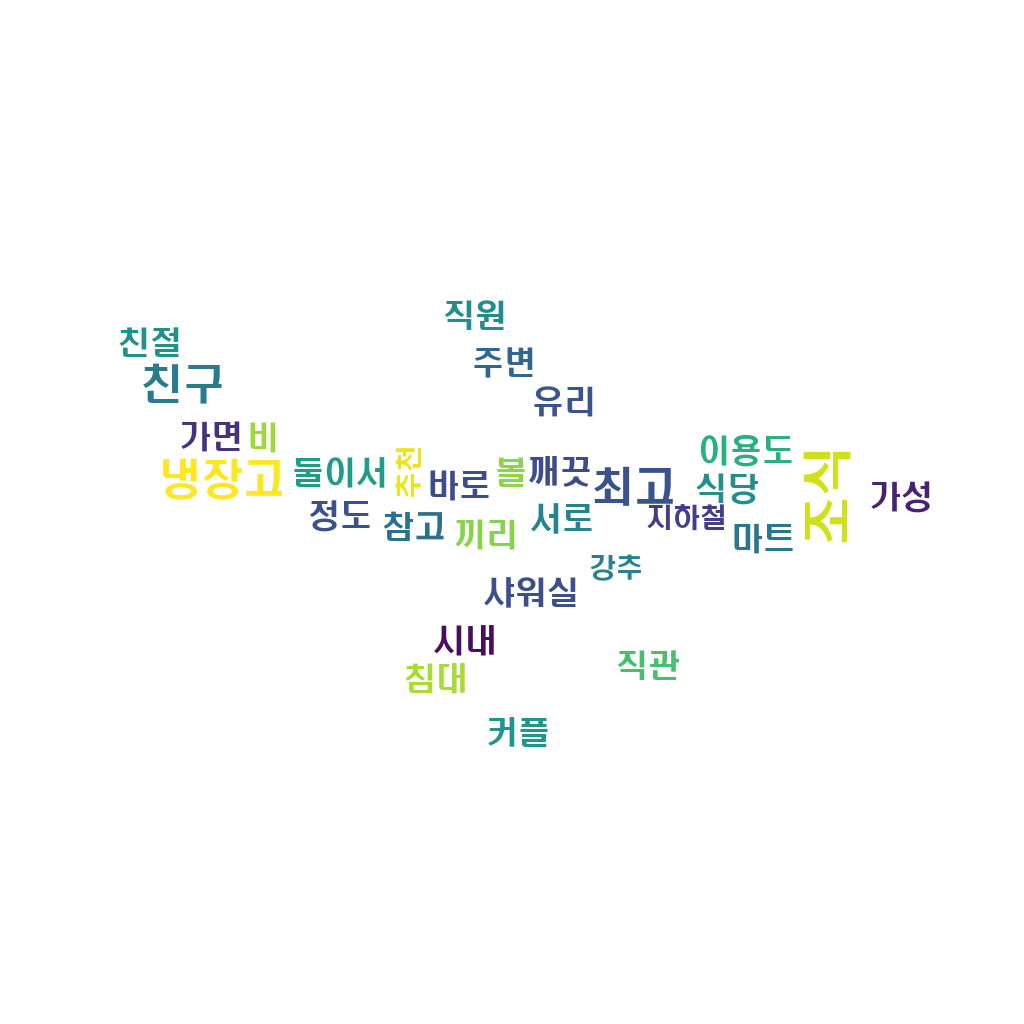 직원
친절
주변
친구
유리
가면
비
이용도
냉장고
둘이서
추천
바로
볼
깨끗
최고
식당
조식
가성
정도
참고
끼리
서로
지하철
마트
강추
샤워실
시내
직관
침대
커플